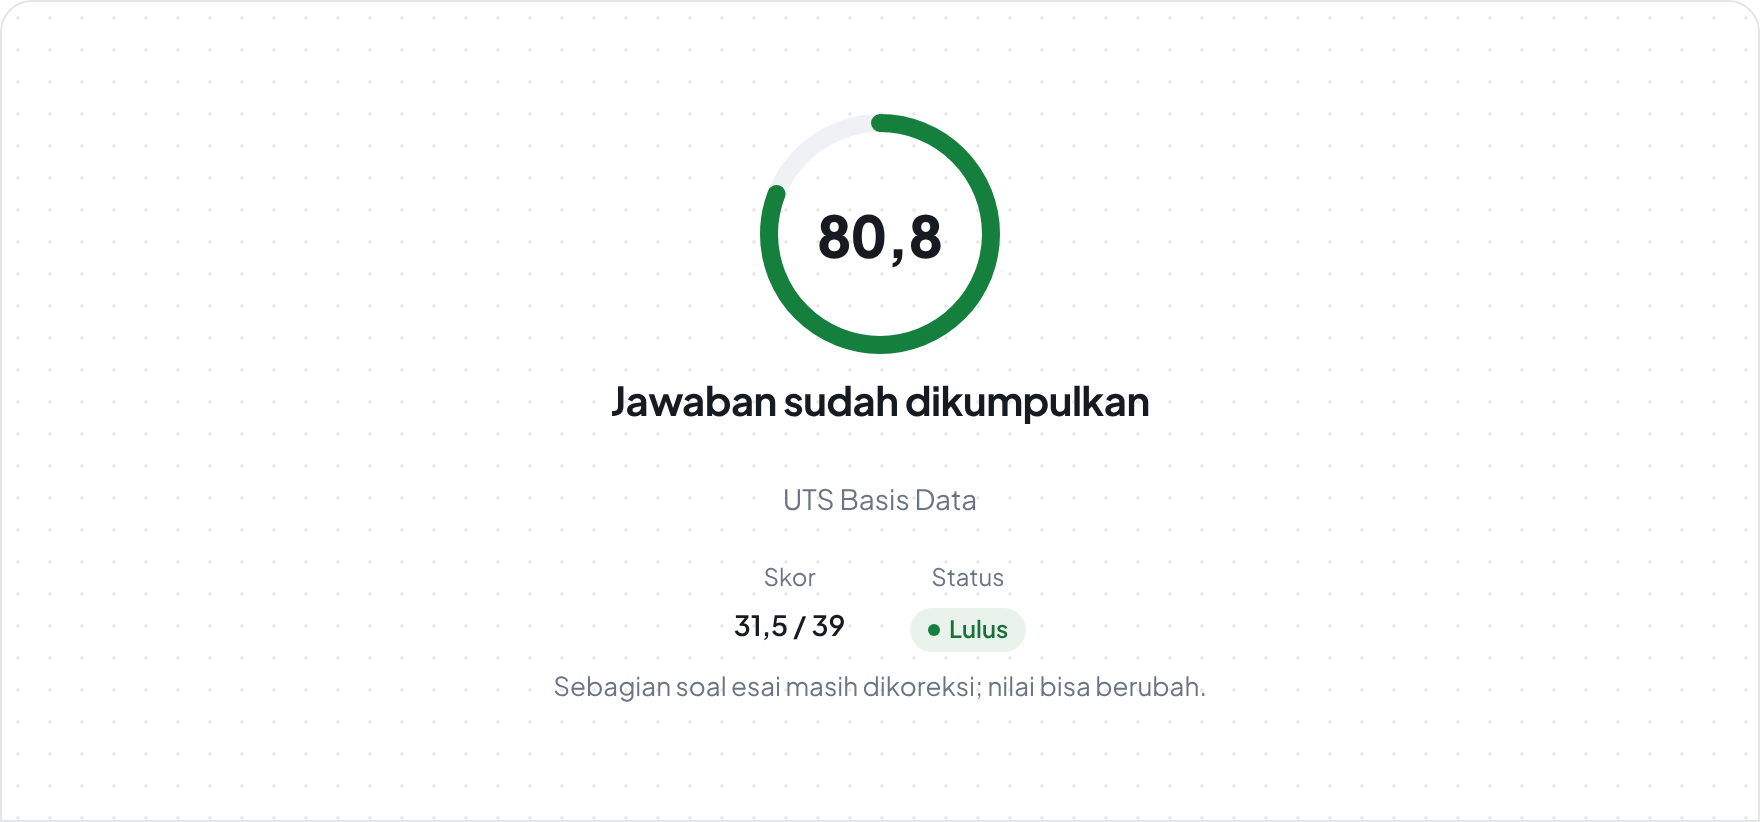 80,8
Jawaban sudah dikumpulkan
UTS Basis Data
Skor
Status
31,5 / 39
Lulus
Sebagian soal esai masih dikoreksi; nilai bisa berubah.